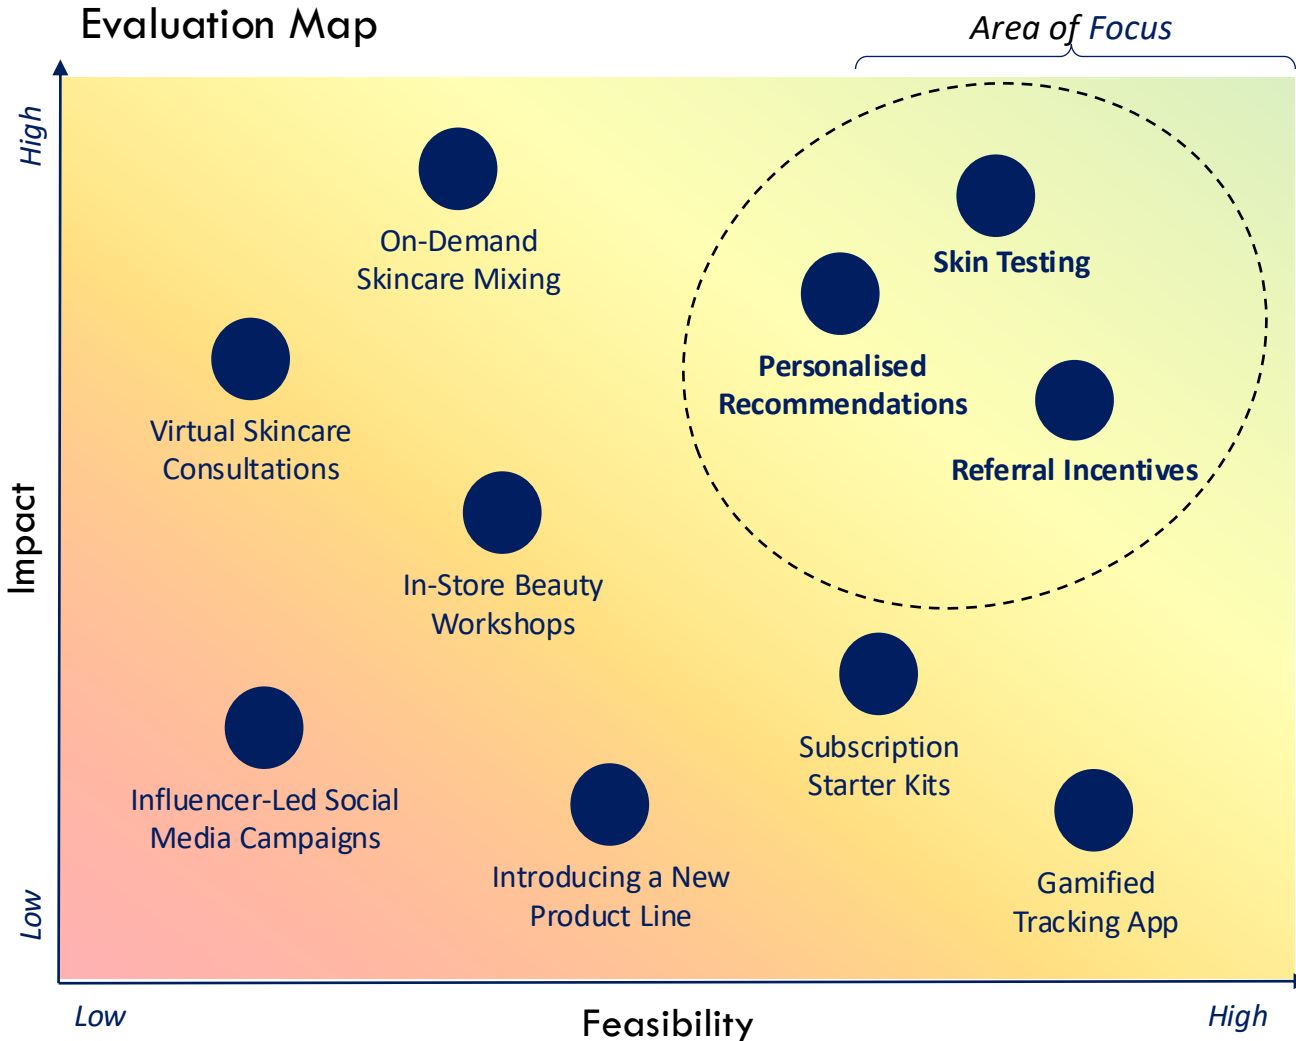 Evaluation Map
Area of Focus
High
On-Demand
Skincare Mixing
Skin Testing
Personalised
Recommendations
Virtual Skincare
Consultations
Referral Incentives
Impact
In-Store Beauty
Workshops
Subscription
Starter Kits
Influencer-Led Social
Media Campaigns
Introducing a New
Product Line
Gamified
Tracking App
Low
Low
Feasibility
High